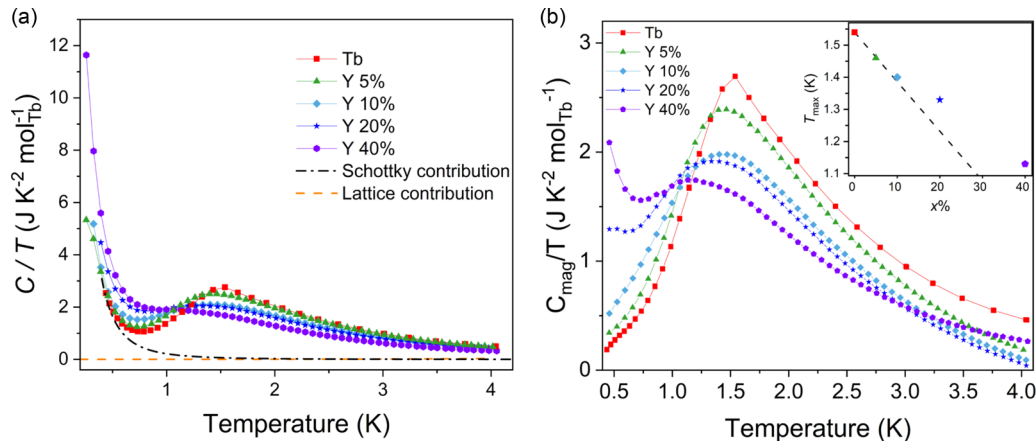 (a)
12
10
8
6
4
2
0
C / T (J K⁻² mol⁻¹Tb)
Tb
Y 5%
Y 10%
Y 20%
Y 40%
Schottky contribution
Lattice contribution
1
2
3
4
Temperature (K)
(b)
3
2
1
0
Cmag/T (J K⁻² molTb⁻¹)
Tb
Y 5%
Y 10%
Y 20%
Y 40%
1.5
1.4
1.3
1.2
1.1
Tmax (K)
0
10
20
30
40
x%
0.5
1.0
1.5
2.0
2.5
3.0
3.5
4.0
Temperature (K)